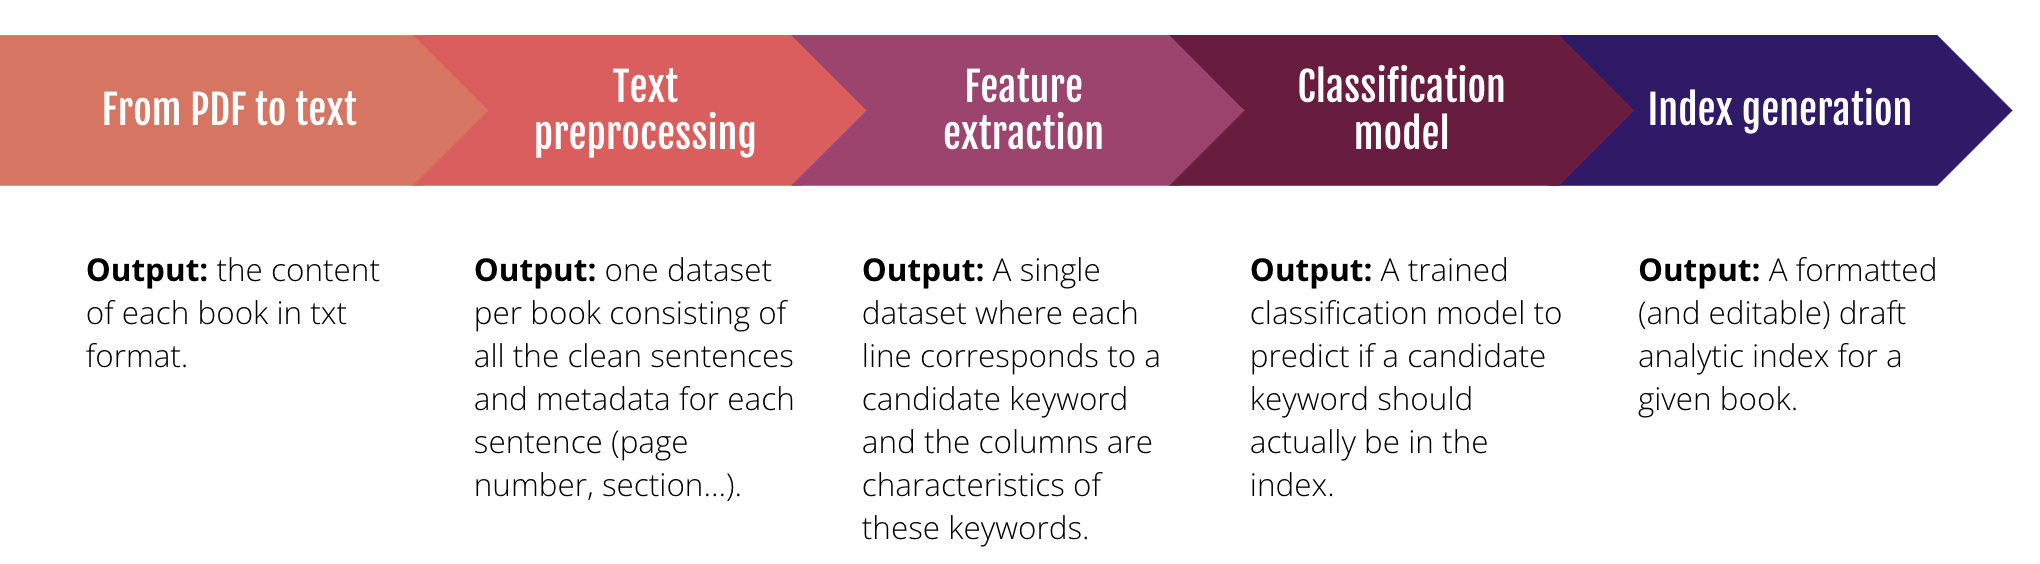 From PDF to text
Text
preprocessing
Feature
extraction
Classification
model
Index generation
Output: the content
of each book in txt
format.
Output: one dataset
per book consisting of
all the clean sentences
and metadata for each
sentence (page
number, section...).
Output: A single
dataset where each
line corresponds to a
candidate keyword
and the columns are
characteristics of
these keywords.
Output: A trained
classification model to
predict if a candidate
keyword should
actually be in the
index.
Output: A formatted
(and editable) draft
analytic index for a
given book.